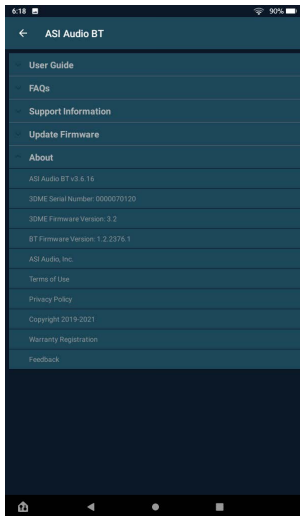 6:18
90%
ASI Audio BT
User Guide
FAQs
Support Information
Update Firmware
About
ASI Audio BT v3.6.16
3DME Serial Number: 0000070120
3DME Firmware Version: 3.2
BT Firmware Version: 1.2.2376.1
ASI Audio, Inc.
Terms of Use
Privacy Policy
Copyright 2019-2021
Warranty Registration
Feedback